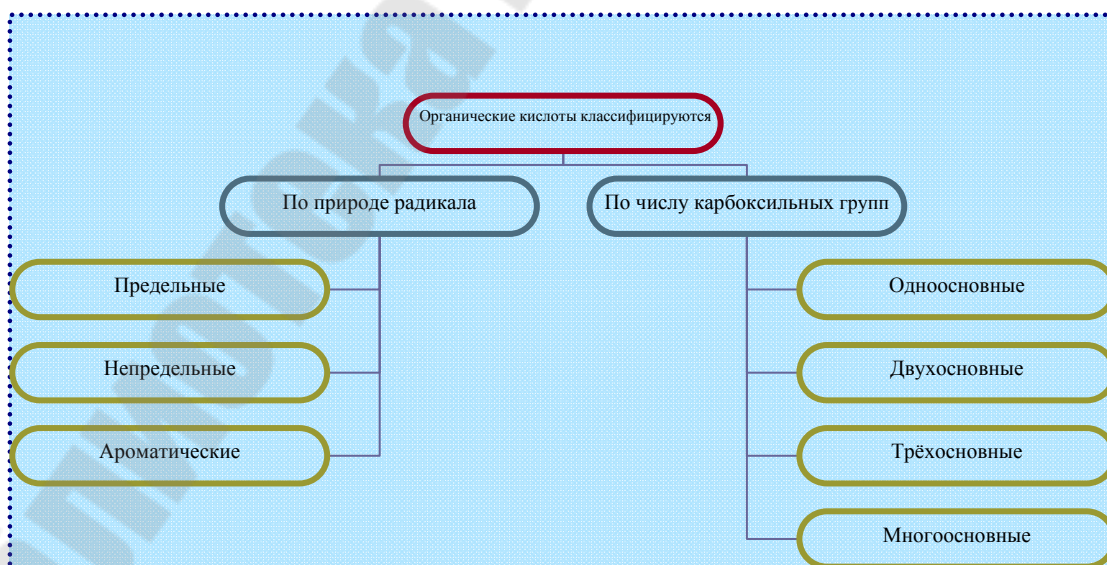 Органические кислоты классифицируются
По природе радикала
По числу карбоксильных групп
Предельные
Непредельные
Ароматические
Одноосновные
Двухосновные
Трёхосновные
Многоосновные